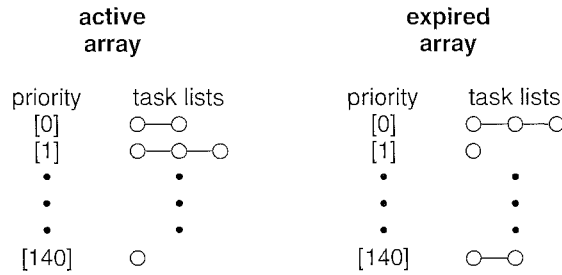 active
array
expired
array
priority task lists
[0]
[1]
[140]
priority task lists
[0]
[1]
[140]